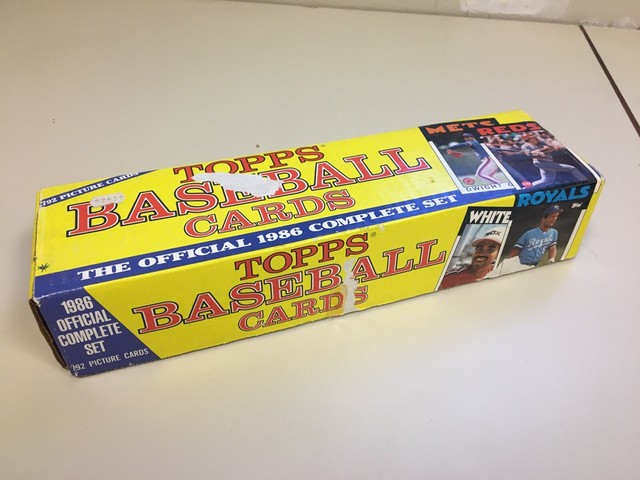 792 PICTURE CARDS
TOPPS®
BASEBALL
CARDS
THE OFFICIAL 1986 COMPLETE SET
METS
REDS
DWIGHT G
1986
OFFICIAL
COMPLETE
SET
792 PICTURE CARDS
TOPPS®
BASEBALL
CARDS
WHITE
ROYALS
Royals